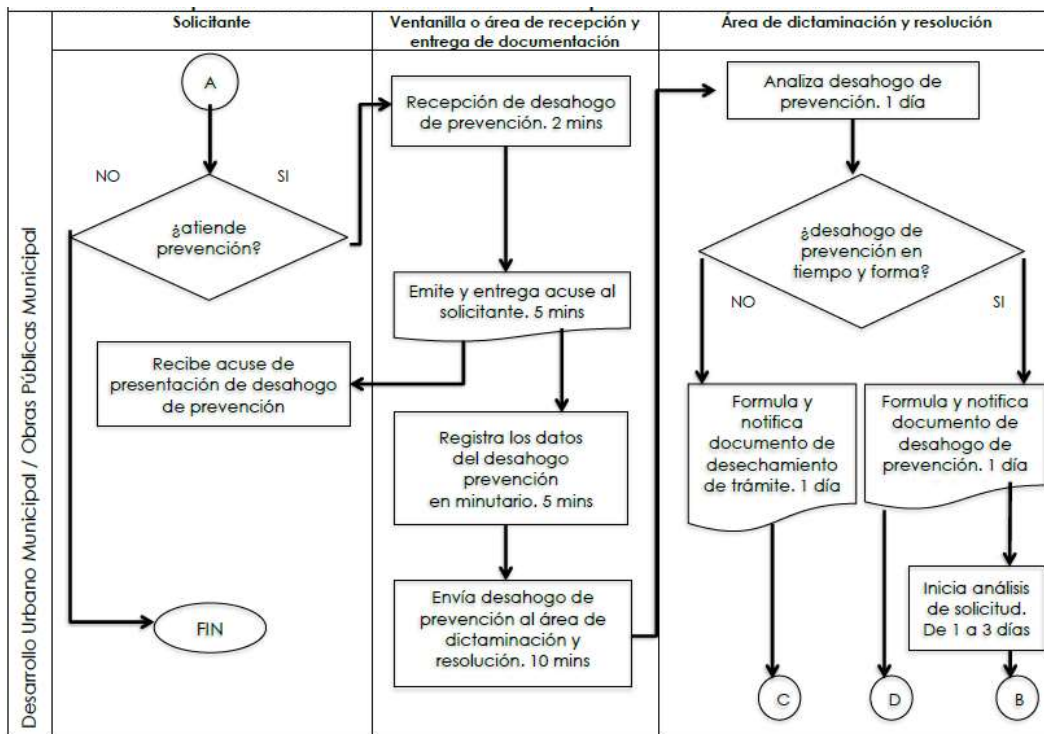 Solicitante
Ventanilla o área de recepción y
entrega de documentación
Área de dictaminación y resolución
Desarrollo Urbano Municipal / Obras Públicas Municipal
A
NO
SI
¿atiende
prevención?
Recibe acuse de
presentación de desahogo
de prevención
FIN
Recepción de desahogo
de prevención. 2 mins
Emite y entrega acuse al
solicitante. 5 mins
Registra los datos
del desahogo
prevención
en minutario. 5 mins
Envía desahogo de
prevención al área de
dictaminación y
resolución. 10 mins
Analiza desahogo de
prevención. 1 día
¿desahogo de
prevención en
tiempo y forma?
NO
SI
Formula y
notifica
documento de
desechamiento
de trámite. 1 día
Formula y notifica
documento de
desahogo de
prevención. 1 día
Inicia análisis
de solicitud.
De 1 a 3 días
C
D
B